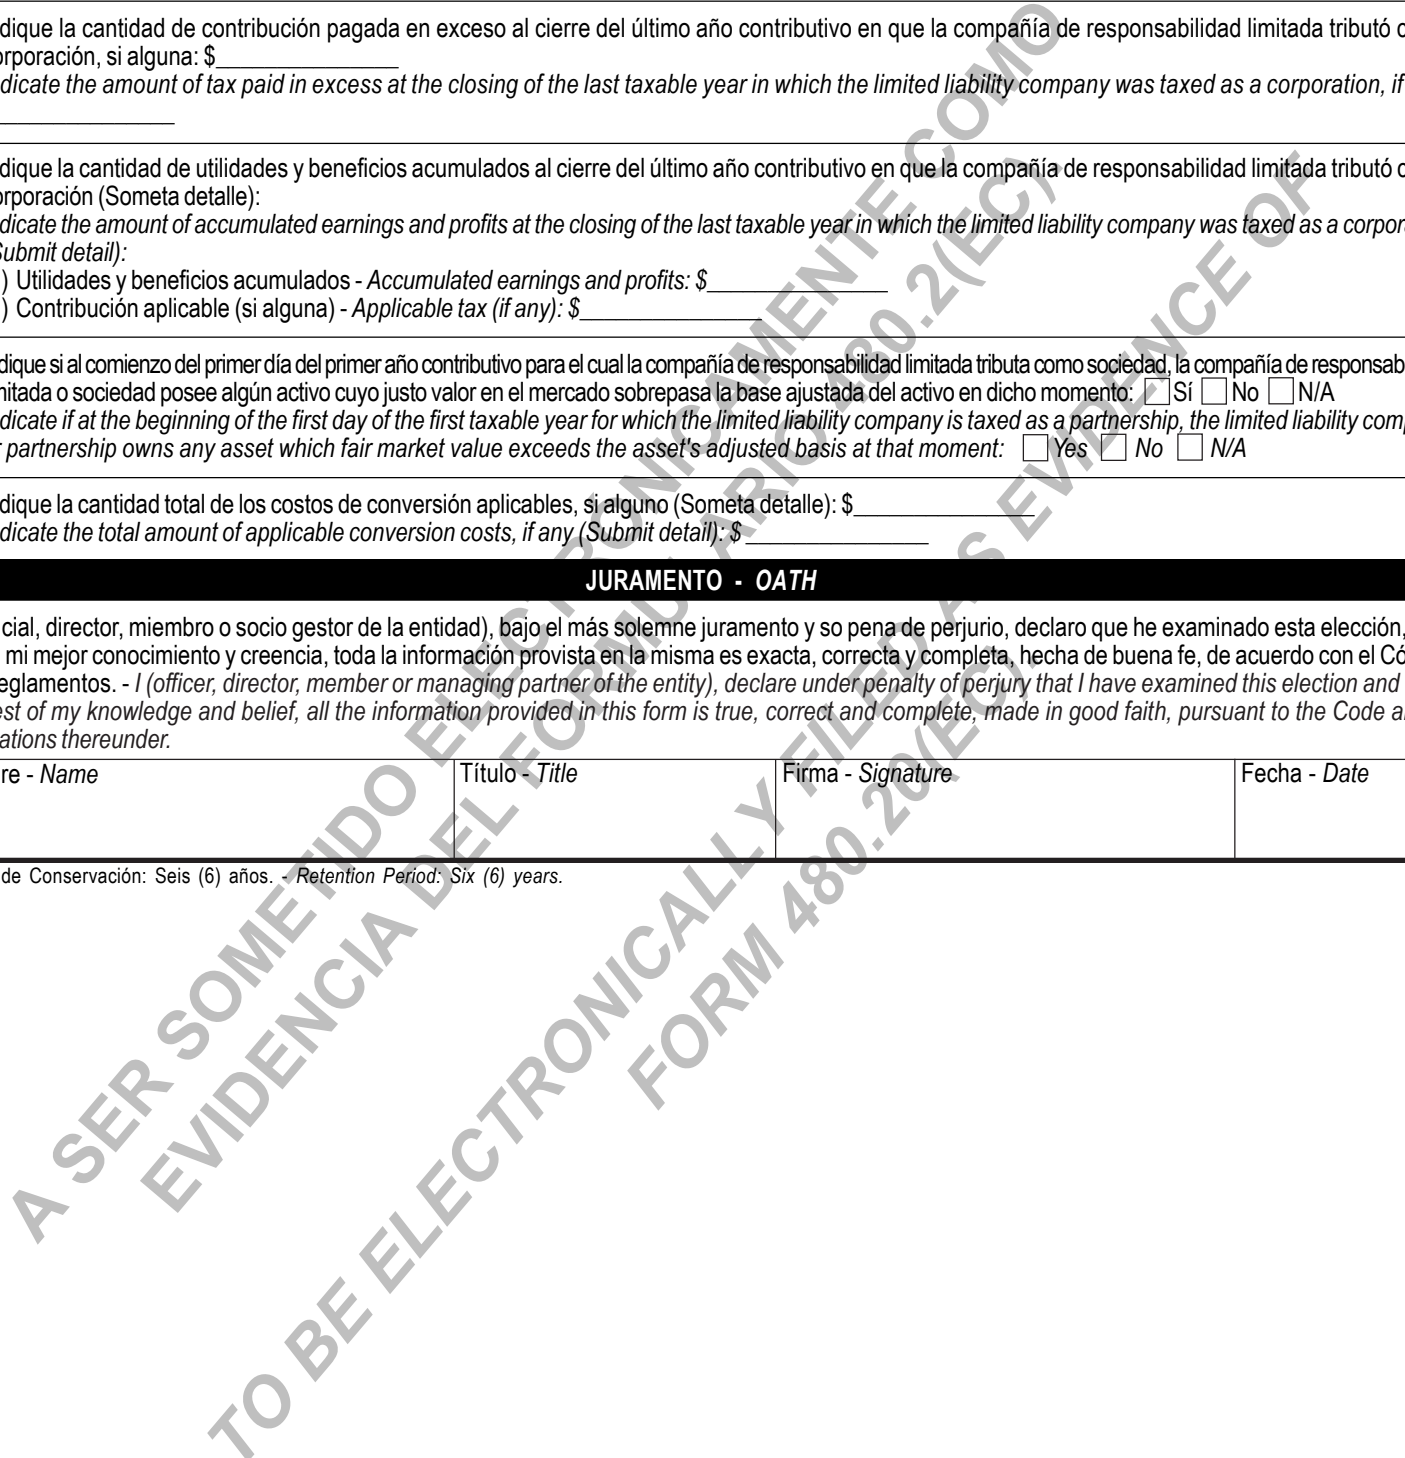 dique la cantidad de contribución pagada en exceso al cierre del último año contributivo en que la compañía de responsabilidad limitada tributó
orporación, si alguna: $_______________
dicate the amount of tax paid in excess at the closing of the last taxable year in which the limited liability company was taxed as a corporation, if
_______________
dique la cantidad de utilidades y beneficios acumulados al cierre del último año contributivo en que la compañía de responsabilidad limitada tributó
orporación (Someta detalle):
dicate the amount of accumulated earnings and profits at the closing of the last taxable year in which the limited liability company was taxed as a corpor
Submit detail):
) Utilidades y beneficios acumulados - Accumulated earnings and profits: $_______________
) Contribución aplicable (si alguna) - Applicable tax (if any): $_______________
dique si al comienzo del primer día del primer año contributivo para el cual la compañía de responsabilidad limitada tributa como sociedad, la compañía de responsab
mitada o sociedad posee algún activo cuyo justo valor en el mercado sobrepasa la base ajustada del activo en dicho momento: □ Sí □ No □ N/A
dicate if at the beginning of the first day of the first taxable year for which the limited liability company is taxed as a partnership, the limited liability com
r partnership owns any asset which fair market value exceeds the asset's adjusted basis at that moment: □ Yes □ No □ N/A
dique la cantidad total de los costos de conversión aplicables, si alguno (Someta detalle): $_______________
dicate the total amount of applicable conversion costs, if any (Submit detail): $ _______________
JURAMENTO - OATH
cial, director, miembro o socio gestor de la entidad), bajo el más solemne juramento y so pena de perjurio, declaro que he examinado esta elección,
mi mejor conocimiento y creencia, toda la información provista en la misma es exacta, correcta y completa, hecha de buena fe, de acuerdo con el Có
eglamentos. - I (officer, director, member or managing partner of the entity), declare under penalty of perjury that I have examined this election and
est of my knowledge and belief, all the information provided in this form is true, correct and complete, made in good faith, pursuant to the Code a
ations thereunder.
re - Name
Título - Title
Firma - Signature
Fecha - Date
de Conservación: Seis (6) años. - Retention Period: Six (6) years.
A SER SOMETIDO ELECTRONICAMENTE COMO
EVIDENCIA DEL FORMULARIO 480.2(EC).
TO BE ELECTRONICALLY FILED AS EVIDENCE OF
FORM 480.20(EC).